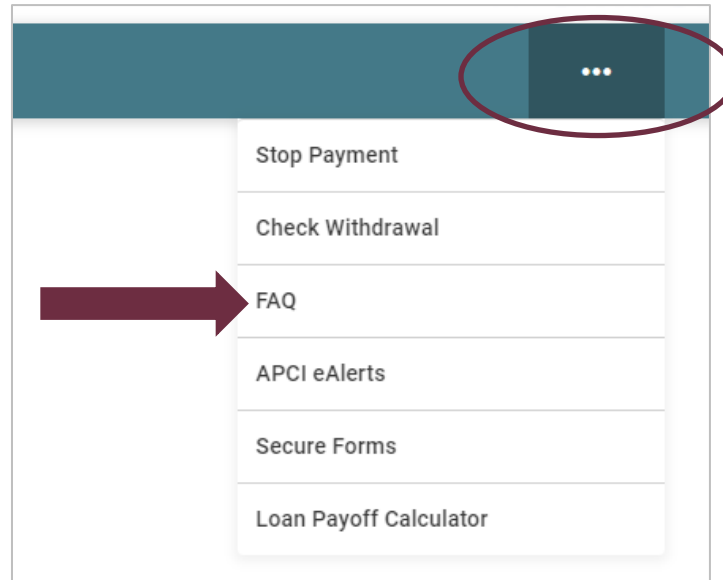 •••
Stop Payment
Check Withdrawal
FAQ
APCI eAlerts
Secure Forms
Loan Payoff Calculator